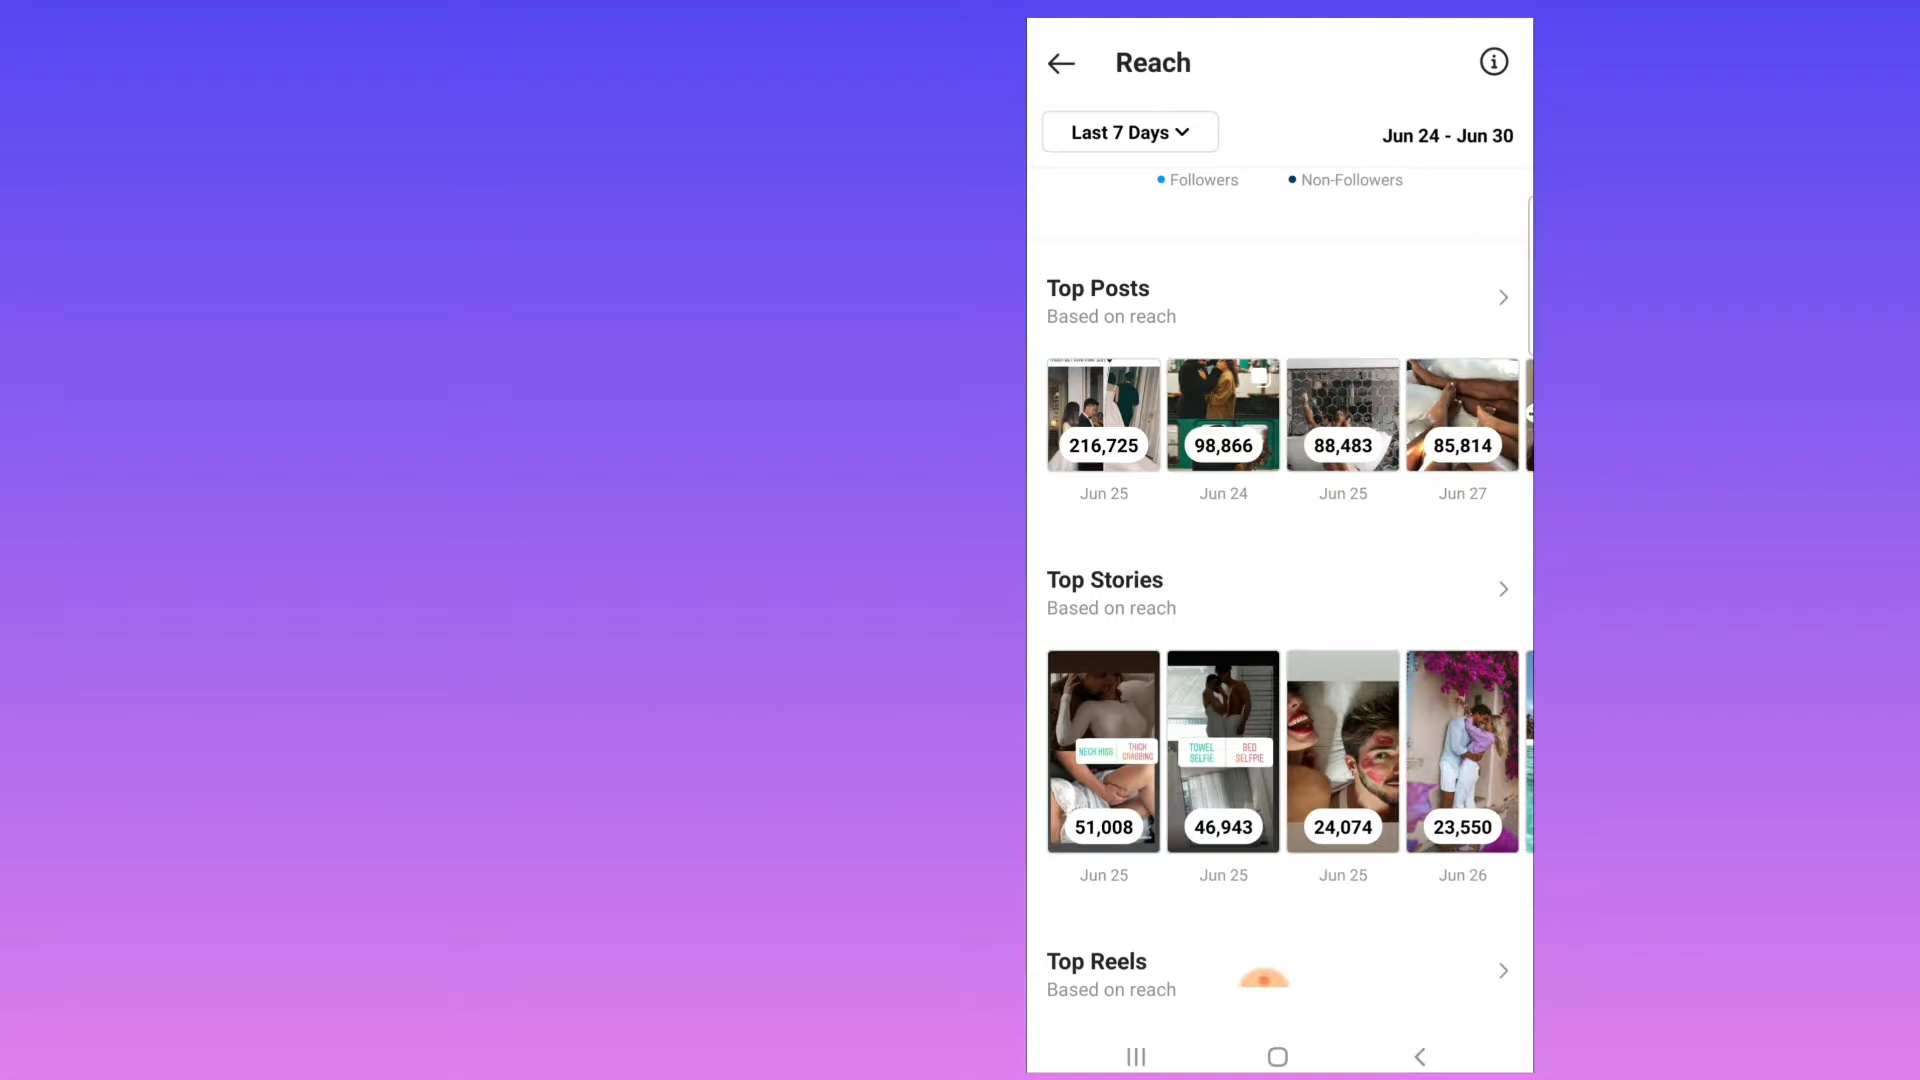 Reach
Last 7 Days
Jun 24 - Jun 30
Followers
Non-Followers
Top Posts
Based on reach
216,725
98,866
88,483
85,814
Jun 25
Jun 24
Jun 25
Jun 27
Top Stories
Based on reach
NECH HISS
THIGH
GRABBING
TOWEL
SELFIE
BED
SELFPIE
51,008
46,943
24,074
23,550
Jun 25
Jun 25
Jun 25
Jun 26
Top Reels
Based on reach